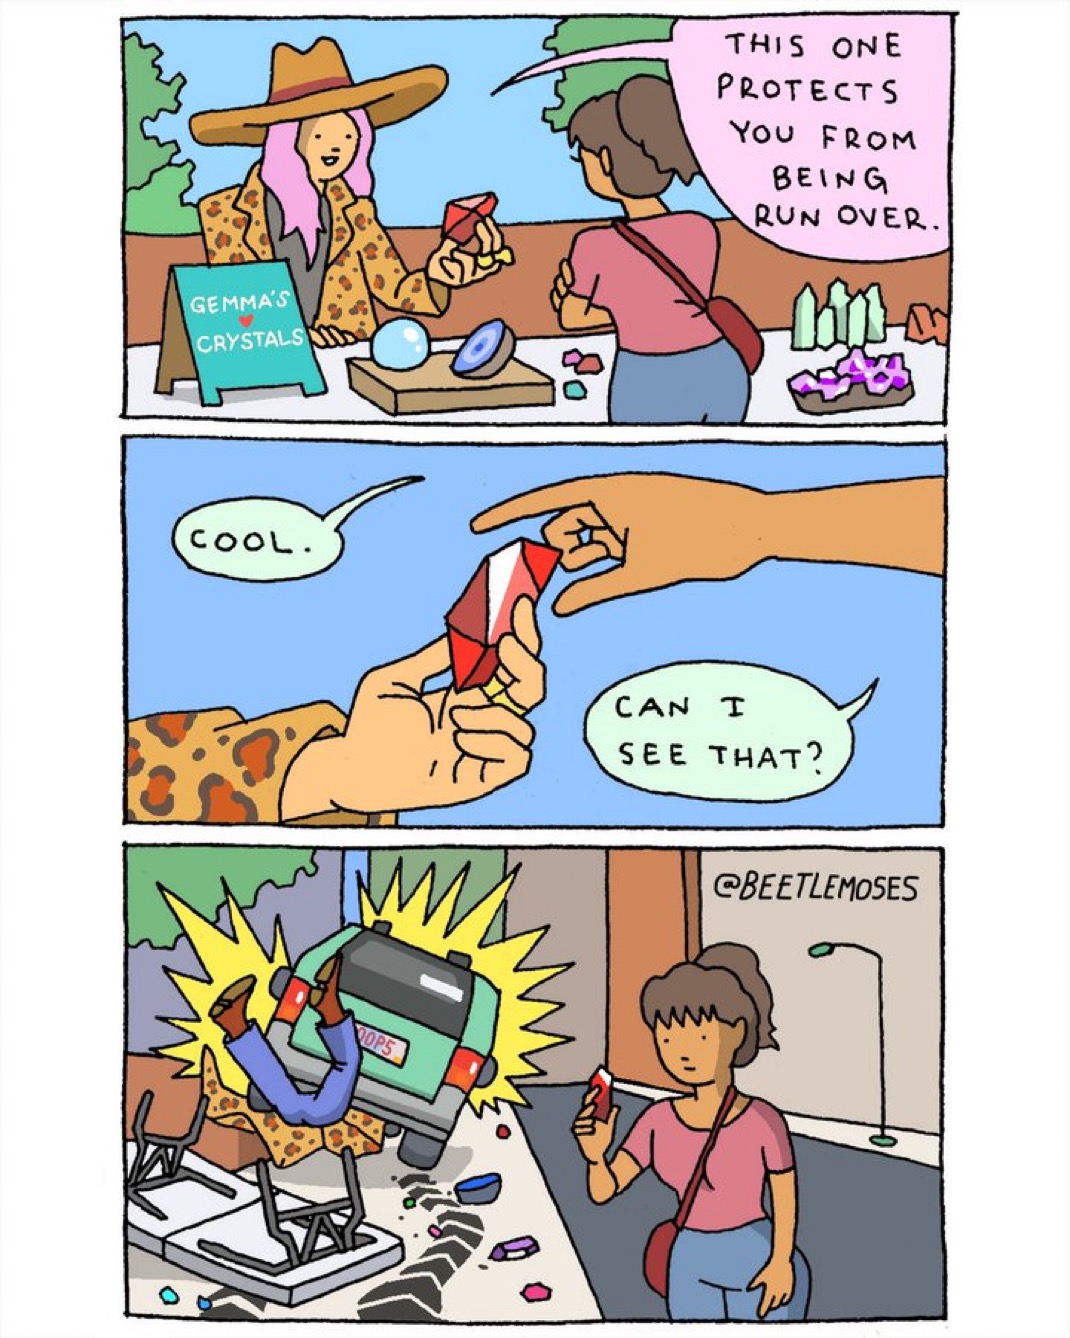 THIS ONE
PROTECTS
YOU FROM
BEING
RUN OVER.
GEMMA'S
CRYSTALS
COOL.
CAN I
SEE THAT?
@BEETLEMOSES
OOPS